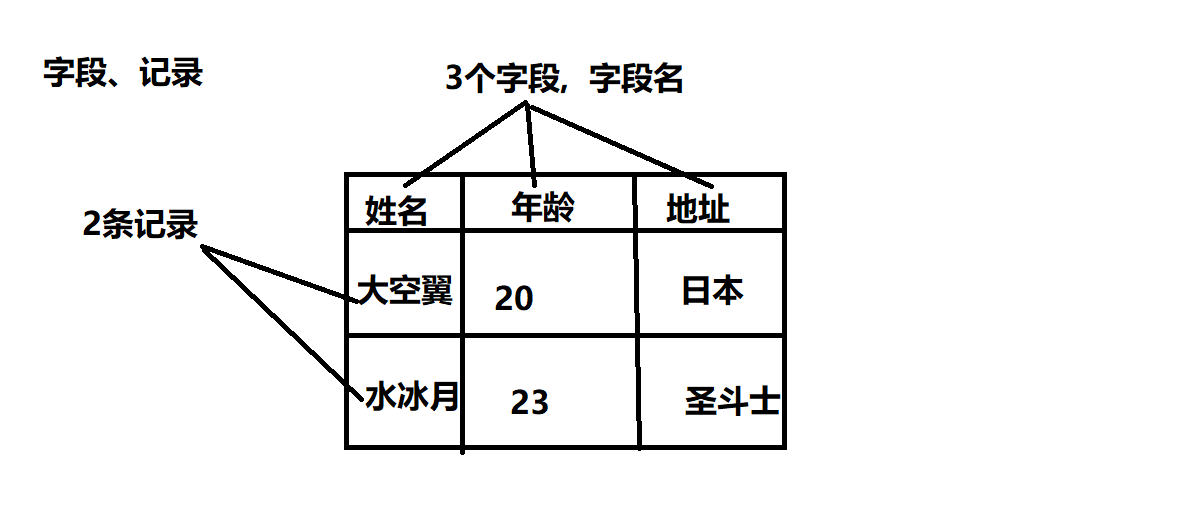 字段、记录
3个字段，字段名
2条记录
姓名 年龄 地址
大空翼 20 日本
水冰月 23 圣斗士